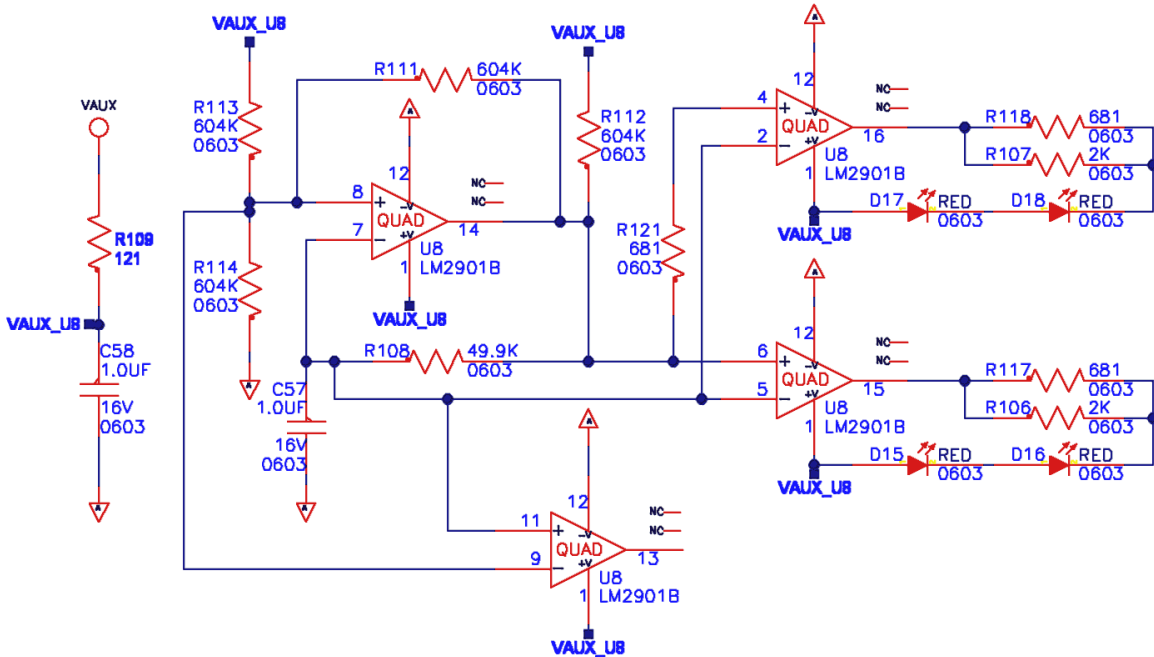 VAUX
R109
121
VAUX_U8
C58
1.0UF
16V
0603
A
VAUX_U8
R113
604K
0603
R114
604K
0603
A
R111
604K
0603
A
12
8
+
-V
QUAD
7
-
+V
14
NC
NC
1
U8
LM2901B
VAUX_U8
VAUX_U8
R112
604K
0603
R108
49.9K
0603
C57
1.0UF
16V
0603
A
R121
681
0603
A
12
11
+
-V
QUAD
9
-
+V
13
NC
NC
1
U8
LM2901B
VAUX_U8
A
12
4
+
-V
QUAD
2
-
+V
16
NC
NC
1
U8
LM2901B
VAUX_U8
R118
681
0603
R107
2K
0603
D17
RED
0603
D18
RED
0603
A
12
6
+
-V
QUAD
5
-
+V
15
NC
NC
1
U8
LM2901B
VAUX_U8
R117
681
0603
R106
2K
0603
D15
RED
0603
D16
RED
0603